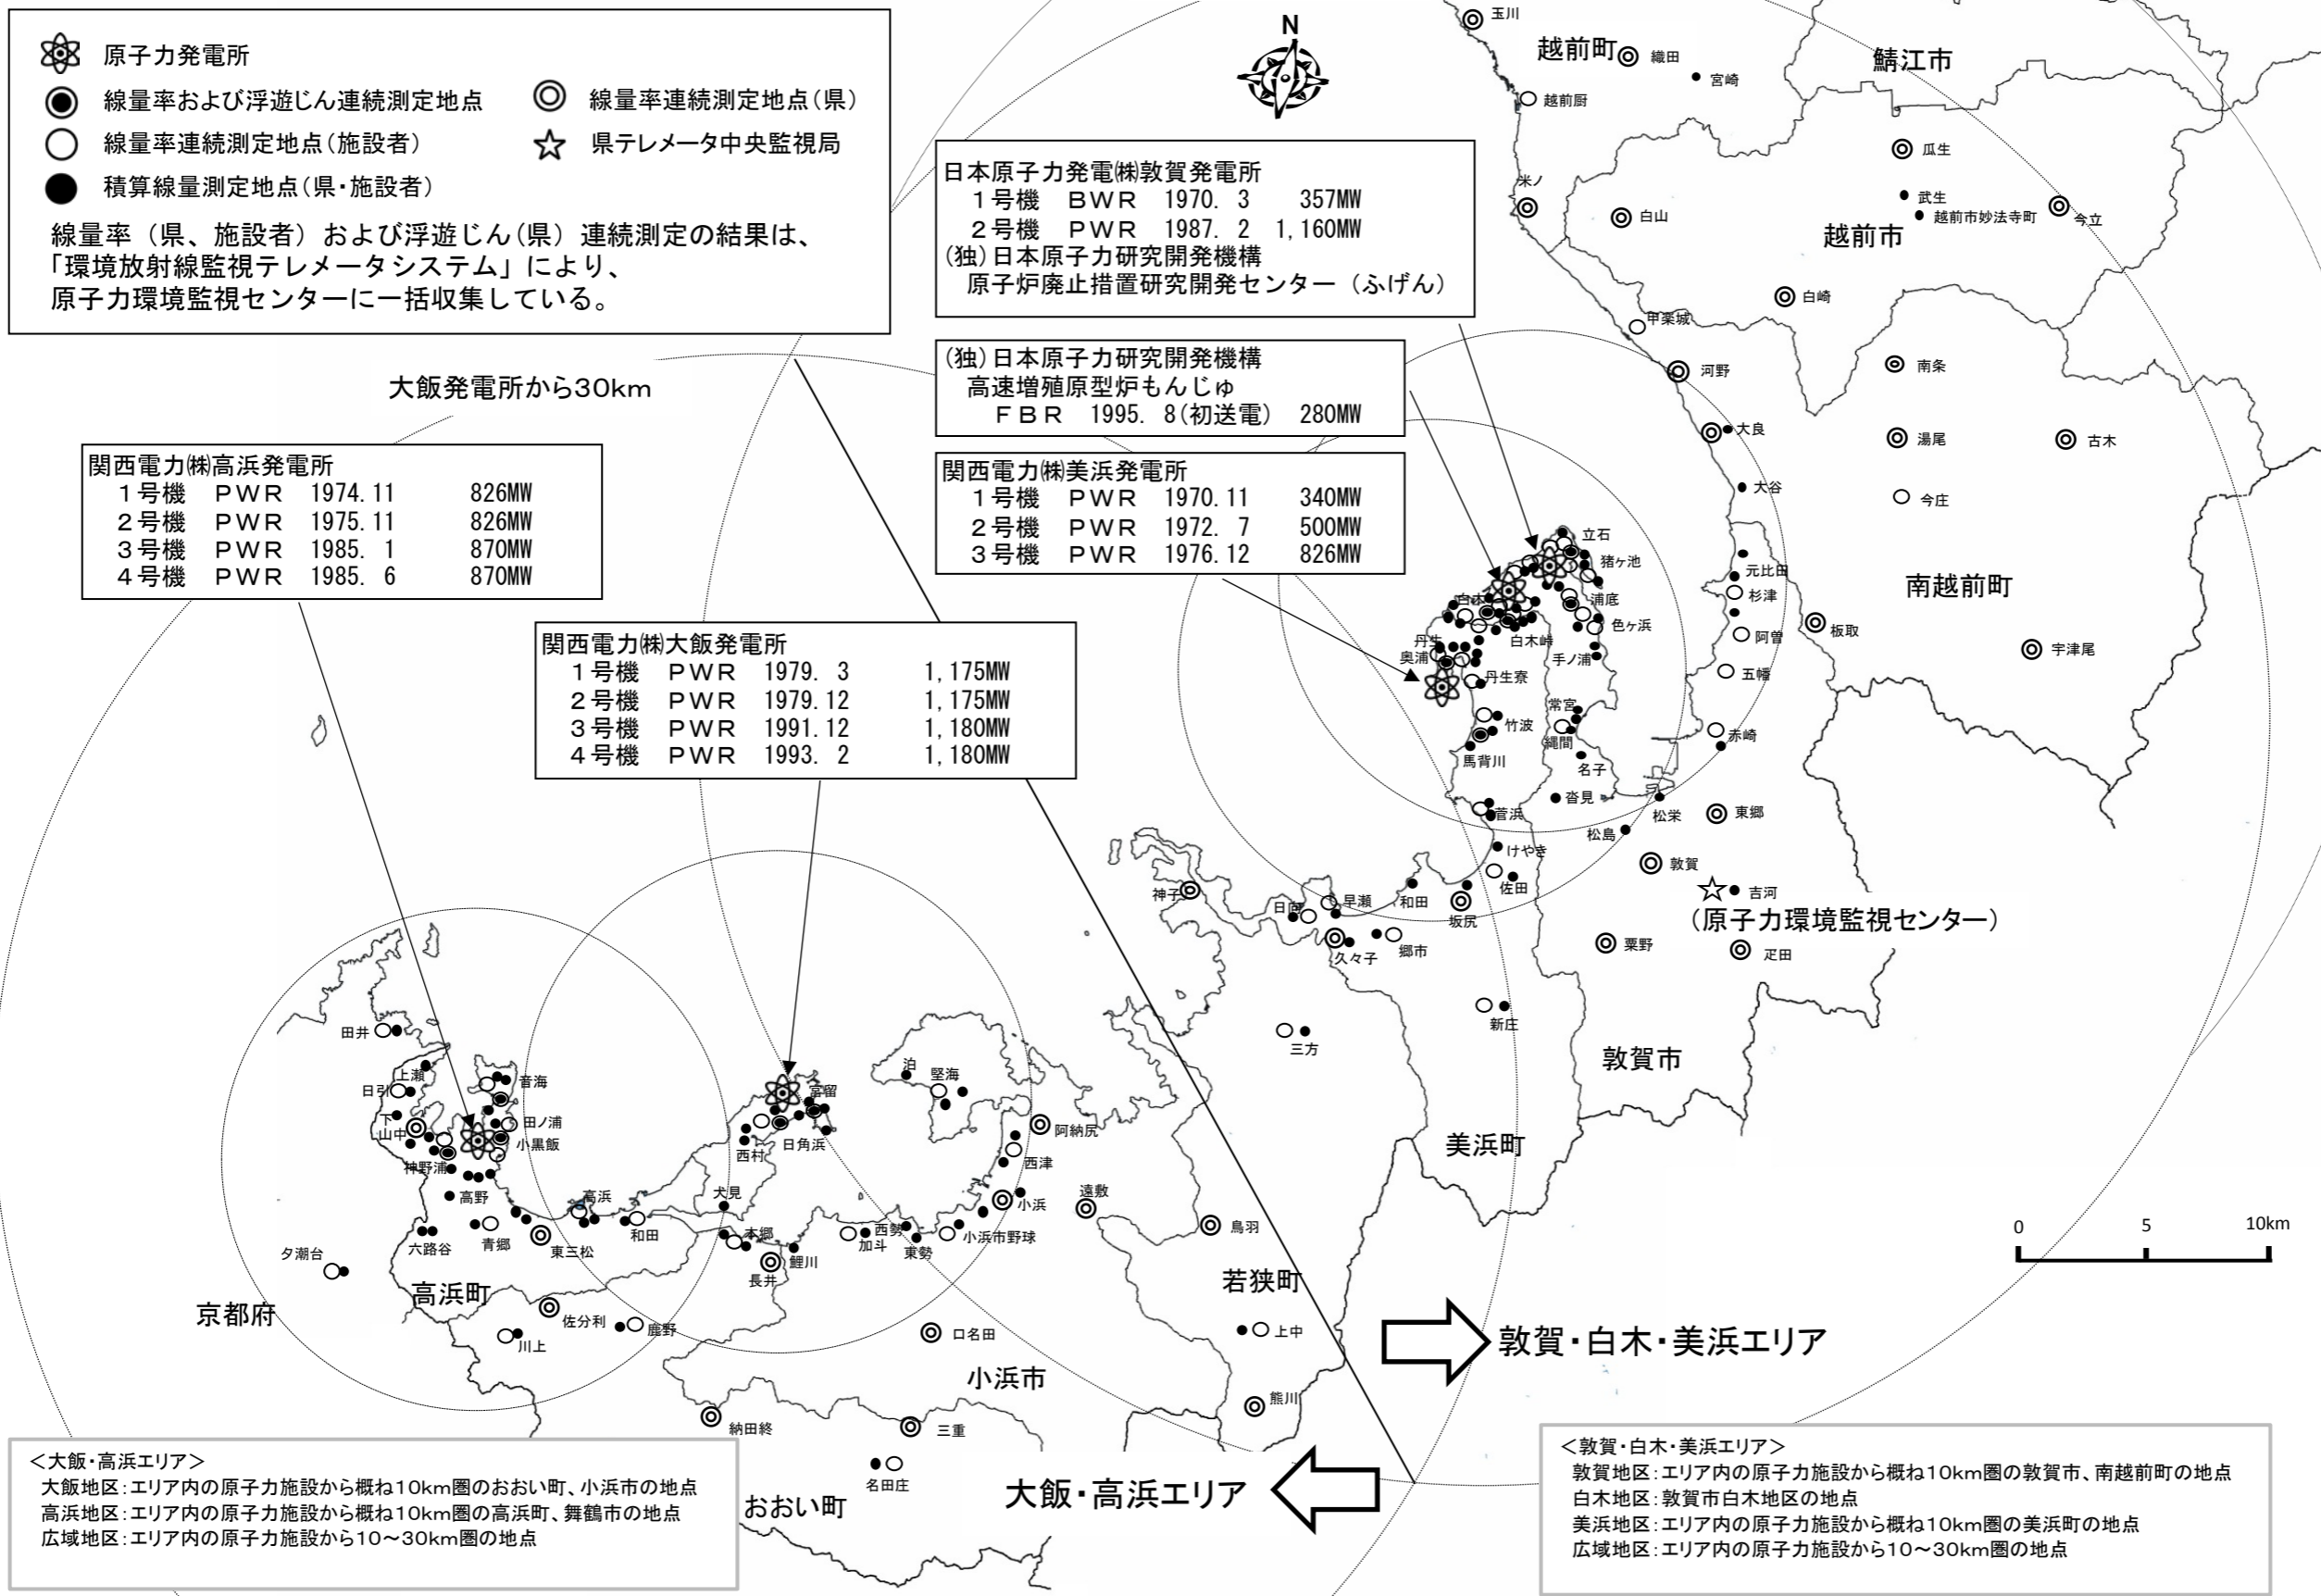 原子力発電所
線量率および浮遊じん連続測定地点
線量率連続測定地点(施設者)
積算線量測定地点(県・施設者)
線量率連続測定地点(県)
県テレメータ中央監視局
線量率(県、施設者)および浮遊じん(県)連続測定の結果は、
「環境放射線監視テレメータシステム」により、
原子力環境監視センターに一括収集している。
N
日本原子力発電㈱敦賀発電所
1号機 BWR 1970. 3 357MW
2号機 PWR 1987. 2 1,160MW
(独)日本原子力研究開発機構
原子炉廃止措置研究開発センター(ふげん)
(独)日本原子力研究開発機構
高速増殖原型炉もんじゅ
FBR 1995. 8(初送電) 280MW
関西電力㈱美浜発電所
1号機 PWR 1970.11 340MW
2号機 PWR 1972. 7 500MW
3号機 PWR 1976.12 826MW
大飯発電所から30km
関西電力㈱高浜発電所
1号機 PWR 1974.11 826MW
2号機 PWR 1975.11 826MW
3号機 PWR 1985. 1 870MW
4号機 PWR 1985. 6 870MW
関西電力㈱大飯発電所
1号機 PWR 1979. 3 1,175MW
2号機 PWR 1979.12 1,175MW
3号機 PWR 1991.12 1,180MW
4号機 PWR 1993. 2 1,180MW
玉川
越前町
織田
宮崎
鯖江市
越前厨
瓜生
米ノ
白山
武生
越前市妙法寺町
今立
越前市
白崎
甲楽城
河野
南条
大良
湯尾
古木
大谷
今庄
立石
猪ヶ池
元比田
杉津
南越前町
白木
浦底
色ヶ浜
板取
阿曽
宇津尾
丹生
白木峠
奥浦
手ノ浦
五幡
丹生寮
常宮
竹波
縄間
赤崎
馬背川
名子
沓見
菅浜
松栄
東郷
松島
けやき
敦賀
佐田
吉河
(原子力環境監視センター)
神子
日向
早瀬
和田
坂尻
久々子
郷市
粟野
疋田
新庄
三方
敦賀市
美浜町
田井
上瀬
日引
音海
下
山中
田ノ浦
小黒飯
神野浦
高野
六路谷
青郷
東三松
高浜
和田
夕潮台
京都府
高浜町
佐分利
川上
鹿野
宮留
西村
日角浜
犬見
本郷
長井
鯉川
泊
堅海
阿納尻
西津
小浜
西勢
加斗
東勢
小浜市野球
遠敷
鳥羽
若狭町
上中
熊川
口名田
小浜市
納田終
三重
名田庄
おおい町
0 5 10km
敦賀・白木・美浜エリア
大飯・高浜エリア
<大飯・高浜エリア>
大飯地区:エリア内の原子力施設から概ね10km圏のおおい町、小浜市の地点
高浜地区:エリア内の原子力施設から概ね10km圏の高浜町、舞鶴市の地点
広域地区:エリア内の原子力施設から10～30km圏の地点
<敦賀・白木・美浜エリア>
敦賀地区:エリア内の原子力施設から概ね10km圏の敦賀市、南越前町の地点
白木地区:敦賀市白木地区の地点
美浜地区:エリア内の原子力施設から概ね10km圏の美浜町の地点
広域地区:エリア内の原子力施設から10～30km圏の地点